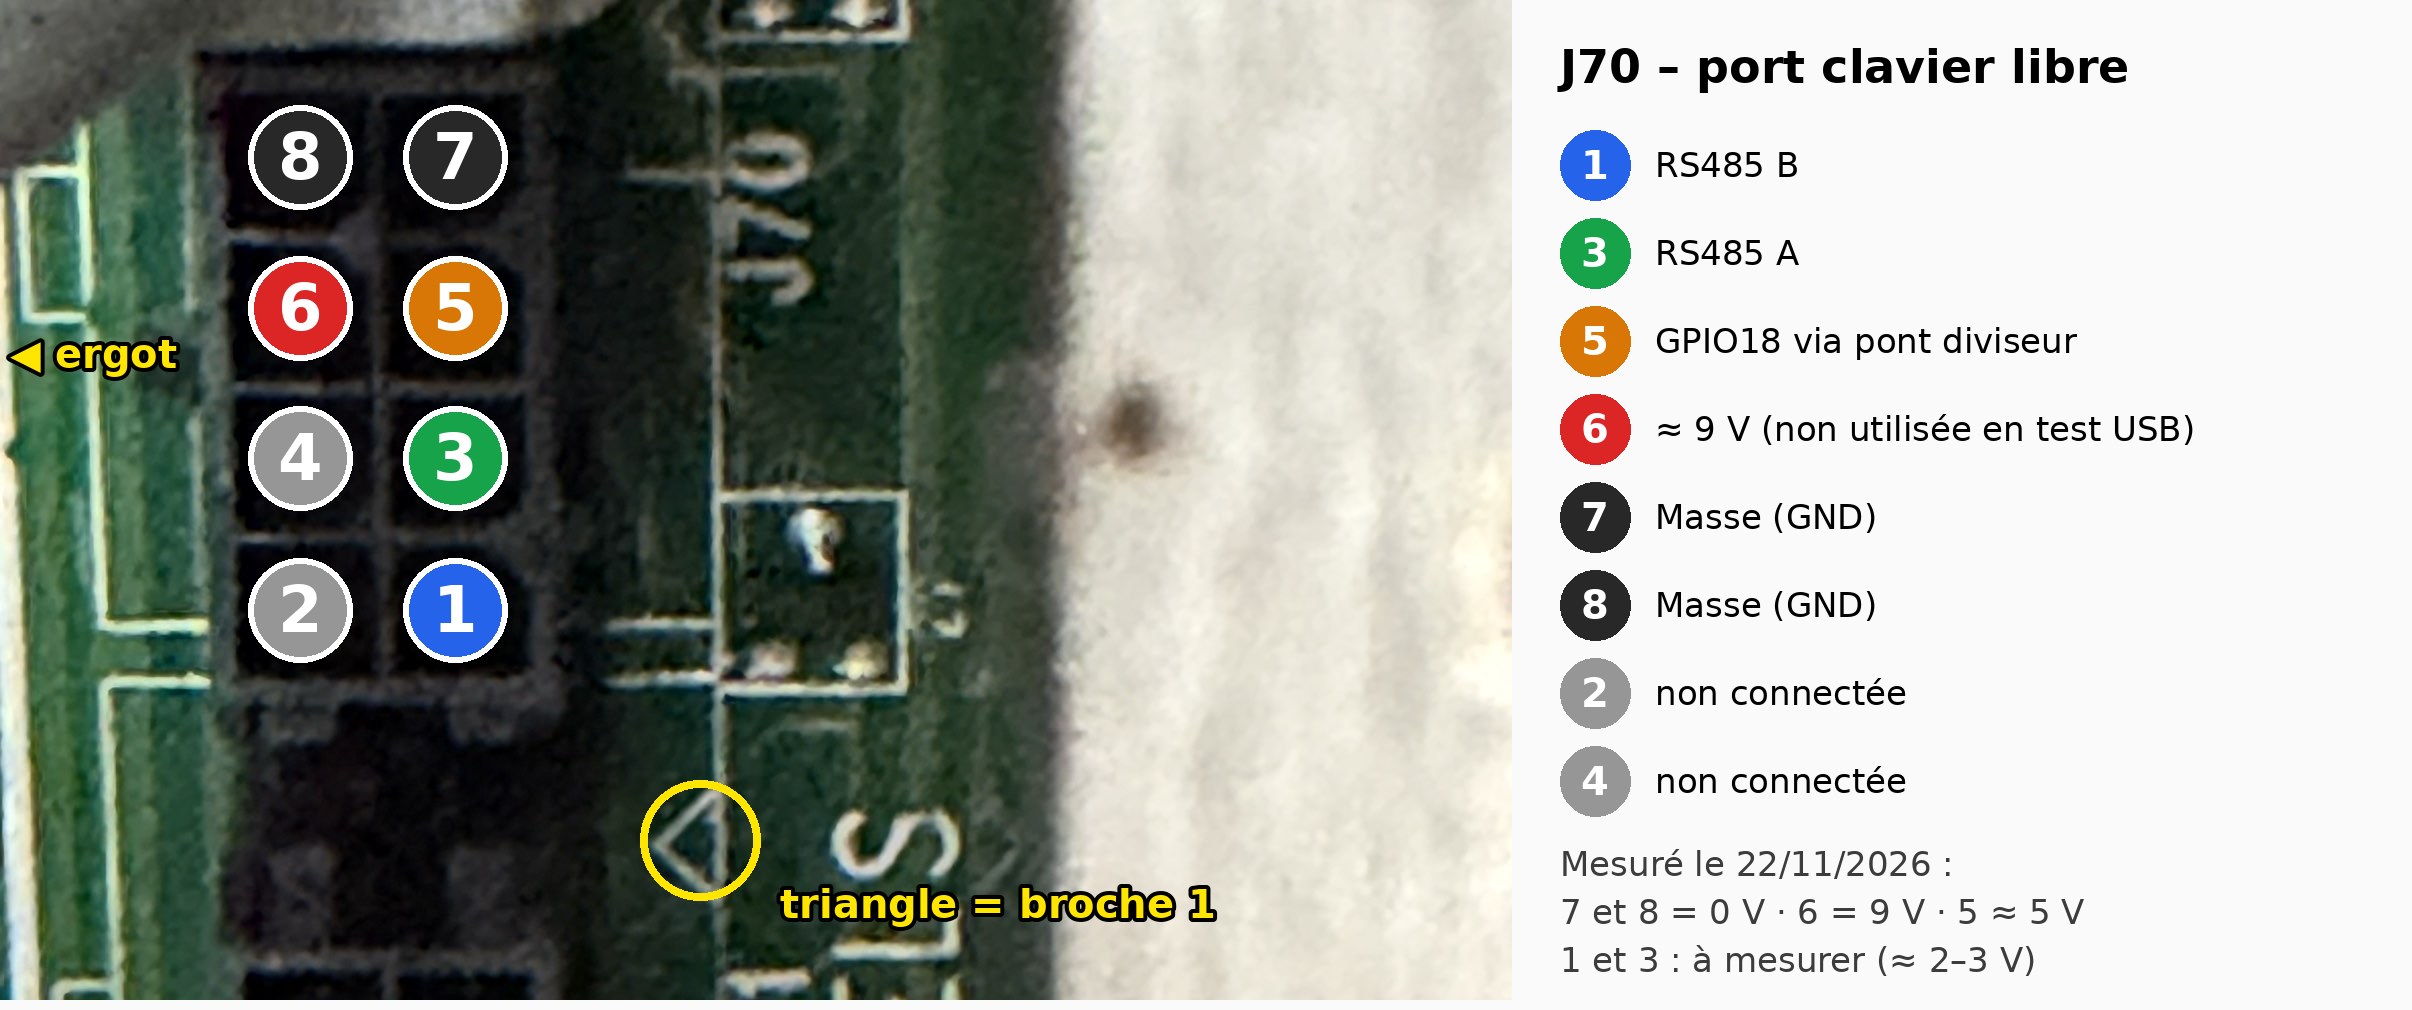 8 7
J70
6 5
◀ ergot
4 3
2 1
triangle = broche 1
J70 – port clavier libre
1 RS485 B
3 RS485 A
5 GPIO18 via pont diviseur
6 ≈ 9 V (non utilisée en test USB)
7 Masse (GND)
8 Masse (GND)
2 non connectée
4 non connectée
Mesuré le 22/11/2026 :
7 et 8 = 0 V · 6 = 9 V · 5 ≈ 5 V
1 et 3 : à mesurer (≈ 2–3 V)